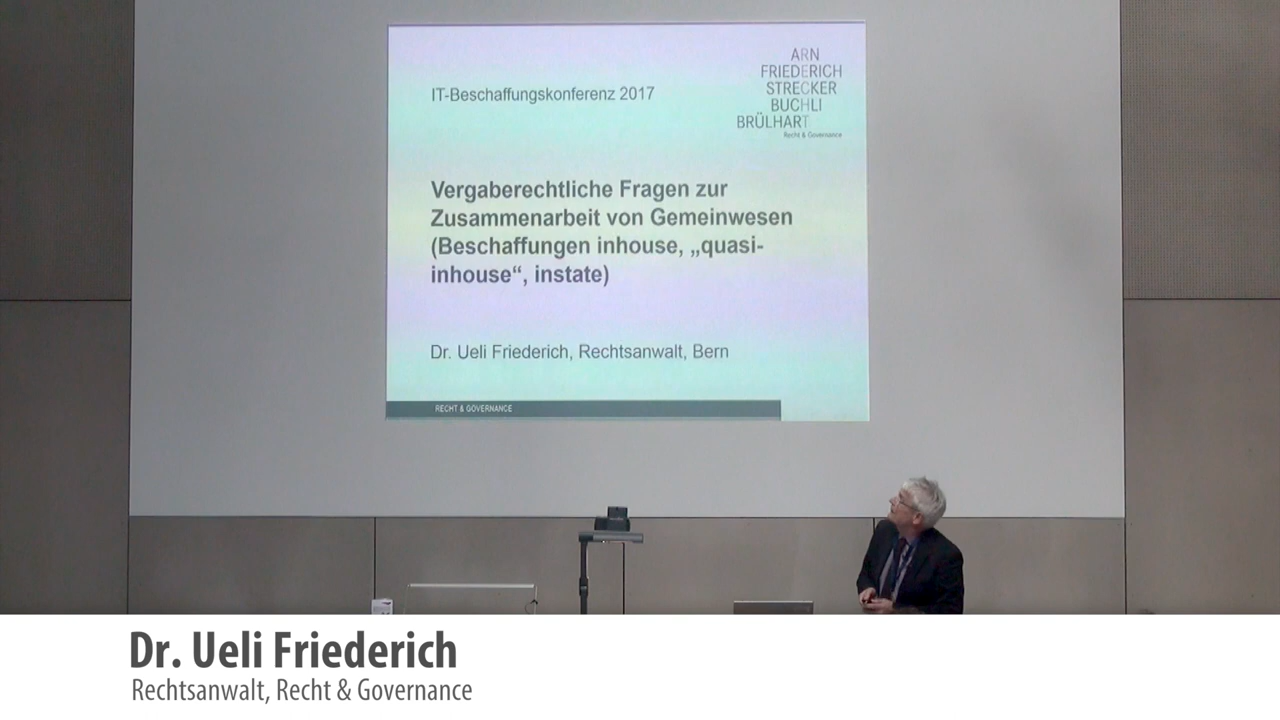 ARN
FRIEDERICH
STRECKER
BUCHLI
BRÜLHART
Recht & Governance
IT-Beschaffungskonferenz 2017
Vergaberechtliche Fragen zur
Zusammenarbeit von Gemeinwesen
(Beschaffungen inhouse, „quasi-
inhouse“, instate)
Dr. Ueli Friederich, Rechtsanwalt, Bern
RECHT & GOVERNANCE
Dr. Ueli Friederich
Rechtsanwalt, Recht & Governance